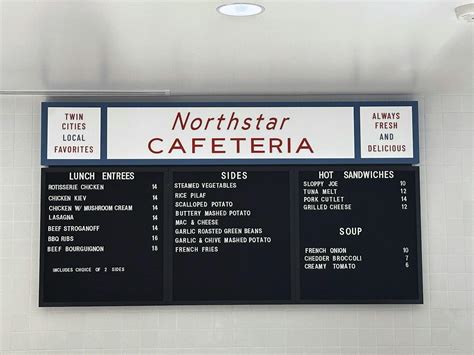 TWIN
CITIES
LOCAL
FAVORITES
Northstar
CAFETERIA
ALWAYS
FRESH
AND
DELICIOUS
LUNCH ENTREES
ROTISSERIE CHICKEN 14
CHICKEN KIEV 14
CHICKEN W/ MUSHROOM CREAM 14
LASAGNA 14
BEEF STROGANOFF 14
BBQ RIBS 16
BEEF BOURGUIGNON 18
INCLUDES CHOICE OF 2 SIDES
SIDES
STEAMED VEGETABLES
RICE PILAF
SCALLOPED POTATO
BUTTERY MASHED POTATO
MAC & CHEESE
GARLIC ROASTED GREEN BEANS
GARLIC & CHIVE MASHED POTATO
FRENCH FRIES
HOT SANDWICHES
SLOPPY JOE 10
TUNA MELT 12
PORK CUTLET 14
GRILLED CHEESE 12
SOUP
FRENCH ONION 10
CHEDDER BROCCOLI 7
CREAMY TOMATO 6